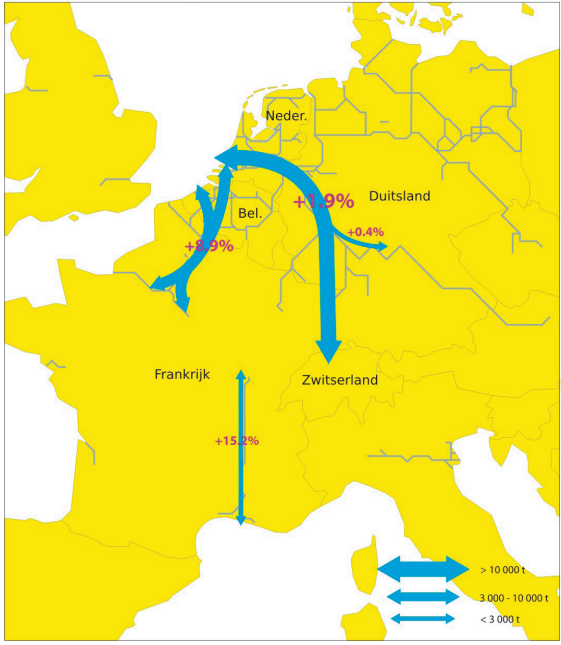 Neder.
Duitsland
+1.9%
Bel.
+0.4%
+8.9%
Frankrijk
Zwitserland
+15.2%
> 10 000 t
3 000 - 10 000 t
< 3 000 t